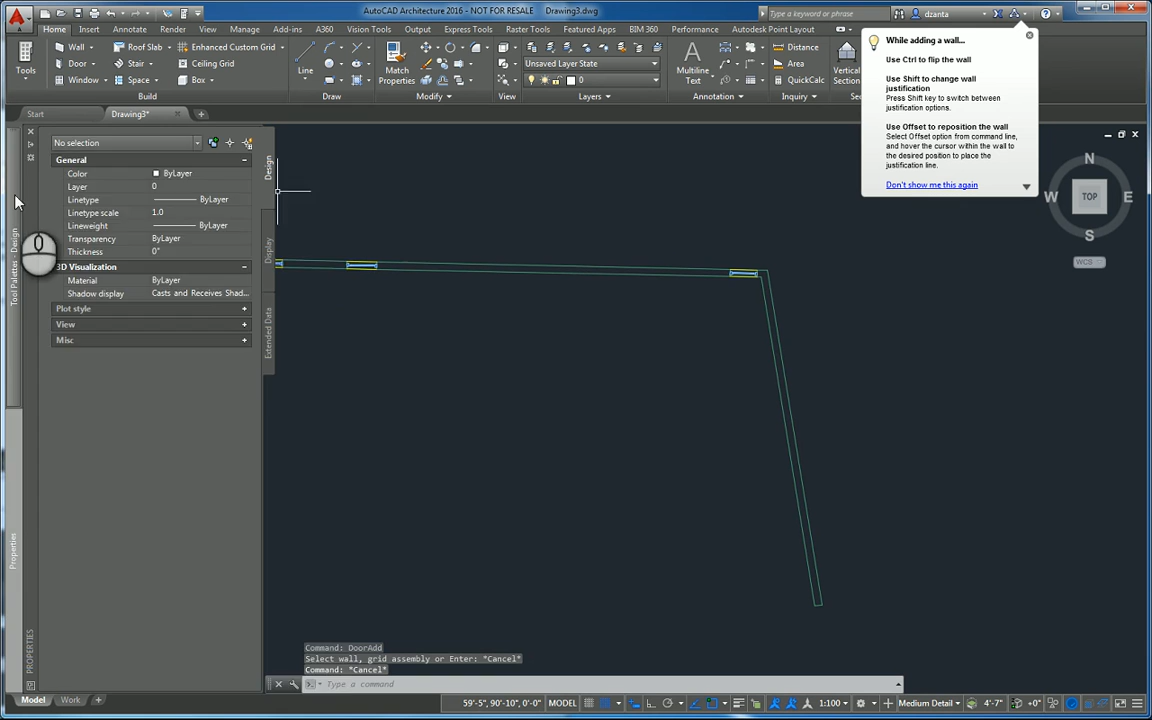 AutoCAD Architecture 2016 - NOT FOR RESALE Drawing3.dwg
Type a keyword or phrase
dzanta
Home Insert Annotate Render View Manage Add-ins A360 Vision Tools Output Express Tools Raster Tools Featured Apps BIM 360 Performance Autodesk Point Layout
Tools
Wall Roof Slab Enhanced Custom Grid
Door Stair Ceiling Grid
Window Space Box
Line
Match
Properties
Unsaved Layer State
0
Multiline
Text
Distance
Area
QuickCalc
Vertical
Section
Build Draw Modify View Layers Annotation Inquiry
Start Drawing3*
While adding a wall...
Use Ctrl to flip the wall
Use Shift to change wall
justification
Press Shift key to switch between
justification options.
Use Offset to reposition the wall
Select Offset option from command line,
and hover the cursor within the wall to
the desired position to place the
justification line.
Don't show me this again
No selection
General
Color ByLayer
Layer 0
Linetype ByLayer
Linetype scale 1.0
Lineweight ByLayer
Transparency ByLayer
Thickness 0"
3D Visualization
Material ByLayer
Shadow display Casts and Receives Shad...
Plot style
View
Misc
Design
Display
Extended Data
Tool Palettes - Design
Properties
PROPERTIES
N
W TOP E
S
WCS
Command: DoorAdd
Select wall, grid assembly or Enter: *Cancel*
Command: *Cancel*
Type a command
Model Work
59'-5", 90'-10", 0'-0" MODEL 1:100 Medium Detail 4'-7" +0"